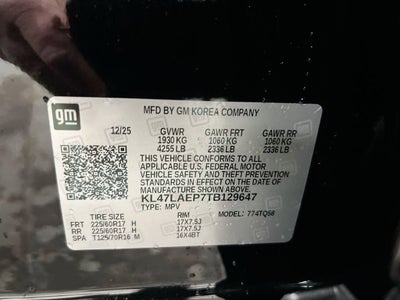 gm
MFD BY GM KOREA COMPANY
12/25 GVWR GAWR FRT GAWR RR
1930 KG 1060 KG 1060 KG
4255 LB 2336 LB 2336 LB
THIS VEHICLE CONFORMS TO ALL
APPLICABLE U.S. FEDERAL MOTOR
VEHICLE SAFETY AND THEFT PREVENTION
STANDARDS IN EFFECT ON THE DATE OF
MANUFACTURE SHOWN ABOVE.
KL47LAEP7TB129647
TYPE: MPV 774TQ58
TIRE SIZE RIM
FRT 225/60R17 H 17X7.5J
RR 225/60R17 H 17X7.5J
SPA T125/70R16 M 16X4BT